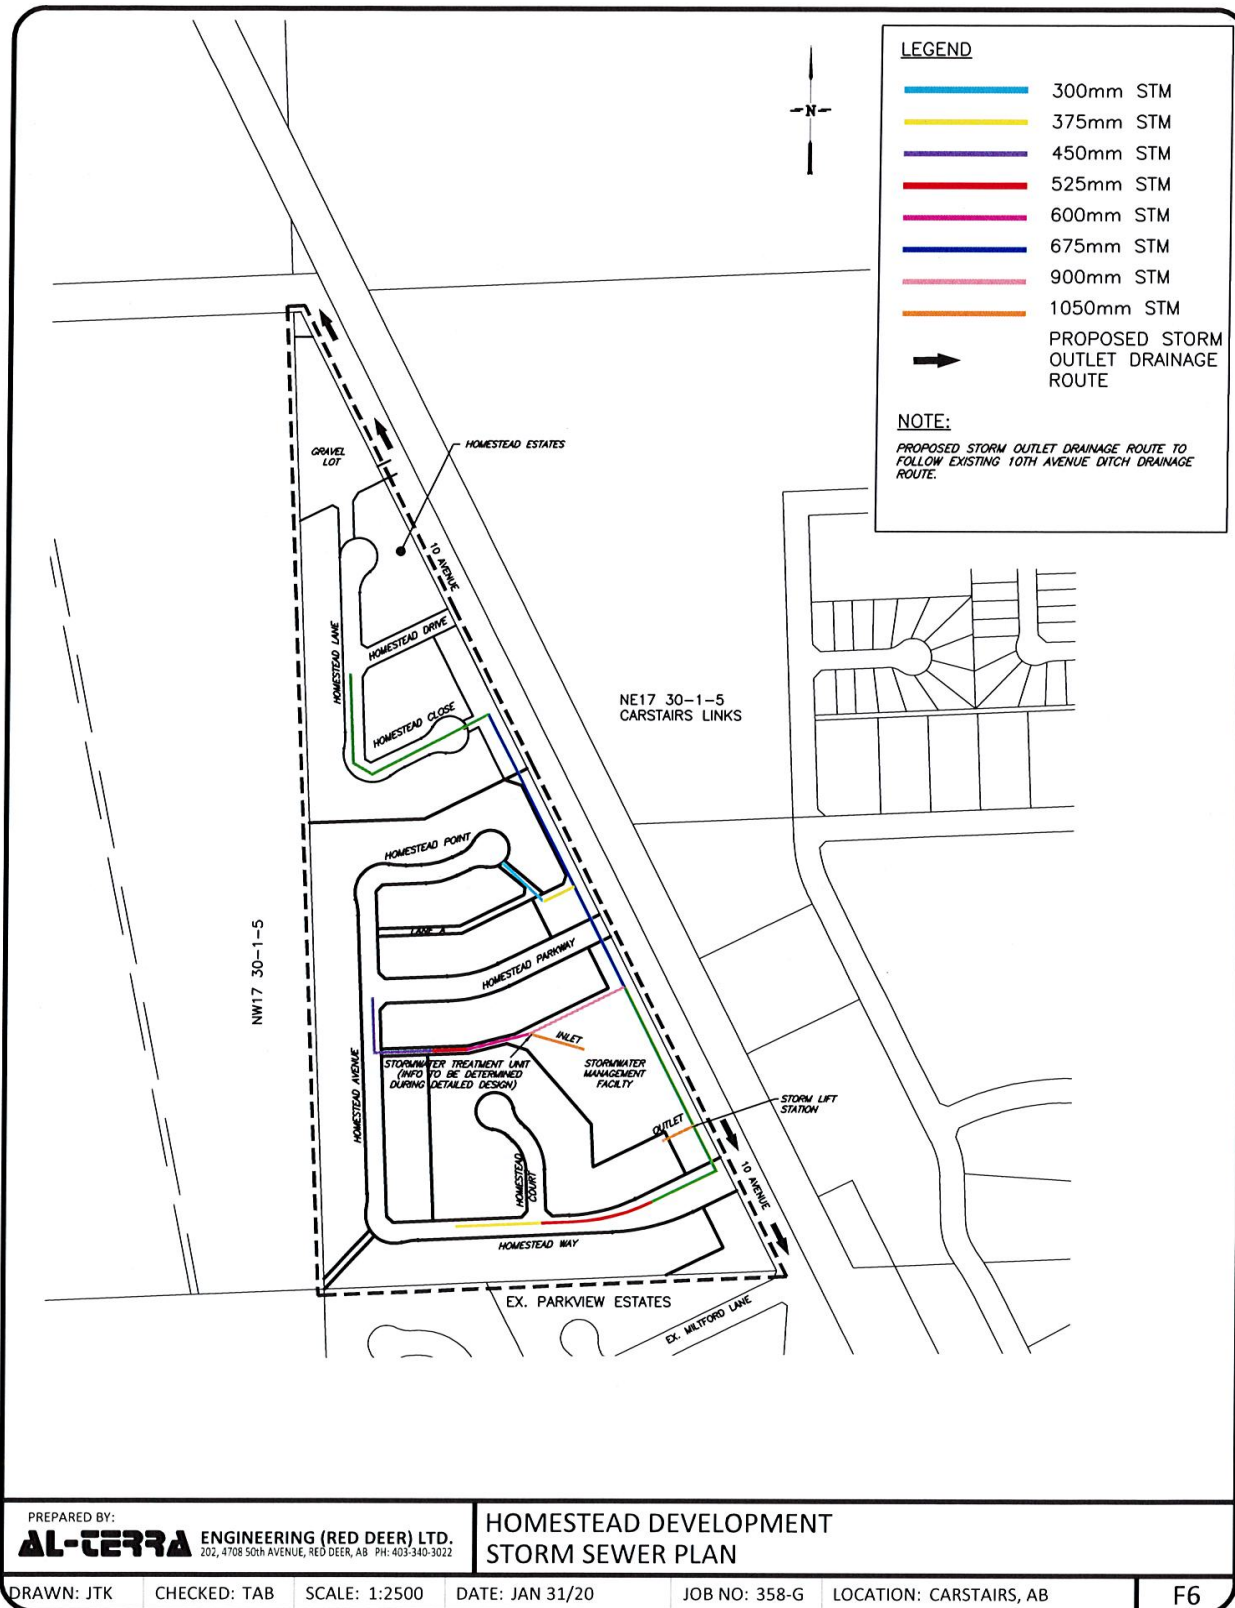 LEGEND
300mm STM
375mm STM
450mm STM
525mm STM
600mm STM
675mm STM
900mm STM
1050mm STM
PROPOSED STORM
OUTLET DRAINAGE
ROUTE
NOTE:
PROPOSED STORM OUTLET DRAINAGE ROUTE TO
FOLLOW EXISTING 10TH AVENUE DITCH DRAINAGE
ROUTE.
N
GRAVEL
LOT
HOMESTEAD ESTATES
10 AVENUE
HOMESTEAD LANE
HOMESTEAD DRIVE
HOMESTEAD CLOSE
NE17 30-1-5
CARSTAIRS LINKS
HOMESTEAD POINT
LANE A
NW17 30-1-5
HOMESTEAD PARKWAY
HOMESTEAD AVENUE
INLET
STORMWATER TREATMENT UNIT
(INFO TO BE DETERMINED
DURING DETAILED DESIGN)
STORMWATER
MANAGEMENT
FACILTY
STORM LIFT
STATION
OUTLET
HOMESTEAD
COURT
10 AVENUE
HOMESTEAD WAY
EX. PARKVIEW ESTATES
EX. MILTFORD LANE
PREPARED BY:
AL-TERRA ENGINEERING (RED DEER) LTD.
202, 4708 50th AVENUE, RED DEER, AB PH: 403-340-3022
HOMESTEAD DEVELOPMENT
STORM SEWER PLAN
DRAWN: JTK CHECKED: TAB SCALE: 1:2500 DATE: JAN 31/20 JOB NO: 358-G LOCATION: CARSTAIRS, AB F6